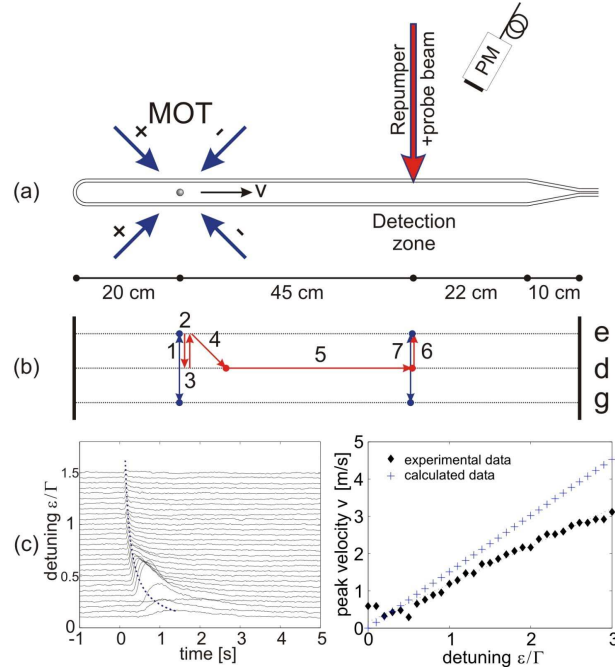 PM
Repumper
+probe beam
MOT
+
-
(a)
V
+
-
Detection
zone
20 cm
45 cm
22 cm
10 cm
(b)
2
1
4
3
5
7
6
e
d
g
(c)
detuning ε/Γ
1.5
1
0.5
0
-1 0 1 2 3 4 5
time [s]
peak velocity v [m/s]
5
4
3
2
1
0
experimental data
calculated data
0 1 2 3
detuning ε/Γ